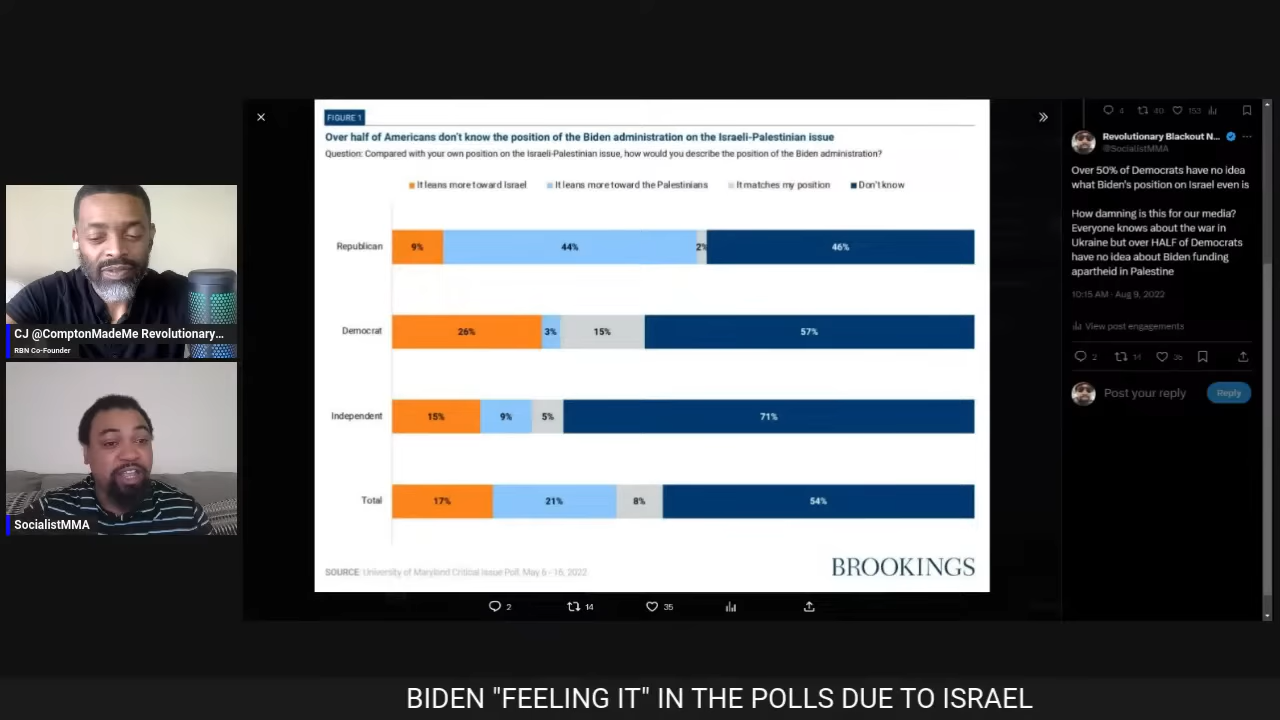 FIGURE 1
Over half of Americans don't know the position of the Biden administration on the Israeli-Palestinian issue
Question: Compared with your own position on the Israeli-Palestinian issue, how would you describe the position of the Biden administration?
It leans more toward Israel
It leans more toward the Palestinians
It matches my position
Don't know
Republican 9% 44% 2% 46%
Democrat 26% 3% 15% 57%
Independent 15% 9% 5% 71%
Total 17% 21% 8% 54%
SOURCE: University of Maryland Critical Issue Poll, May 6 - 16, 2022
BROOKINGS
2 14 35
4 40 153
Revolutionary Blackout N...
@SocialistMMA
Over 50% of Democrats have no idea
what Biden's position on Israel even is
How damning is this for our media?
Everyone knows about the war in
Ukraine but over HALF of Democrats
have no idea about Biden funding
apartheid in Palestine
10:15 AM · Aug 9, 2022
View post engagements
2 14 35
Post your reply
Reply
CJ @ComptonMadeMe Revolutionary...
RBN Co-Founder
SocialistMMA
BIDEN "FEELING IT" IN THE POLLS DUE TO ISRAEL